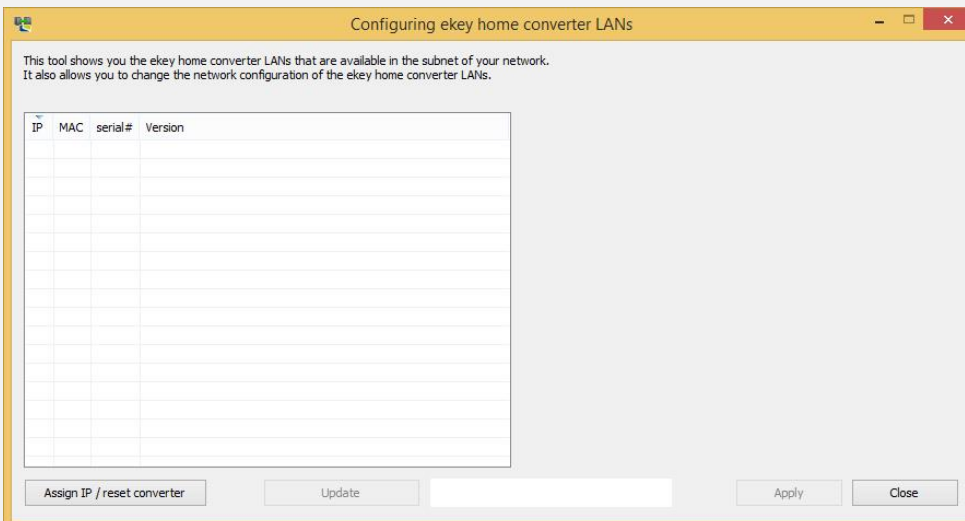 Configuring ekey home converter LANs
This tool shows you the ekey home converter LANs that are available in the subnet of your network.
It also allows you to change the network configuration of the ekey home converter LANs.
IP MAC serial# Version
Assign IP / reset converter Update Apply Close